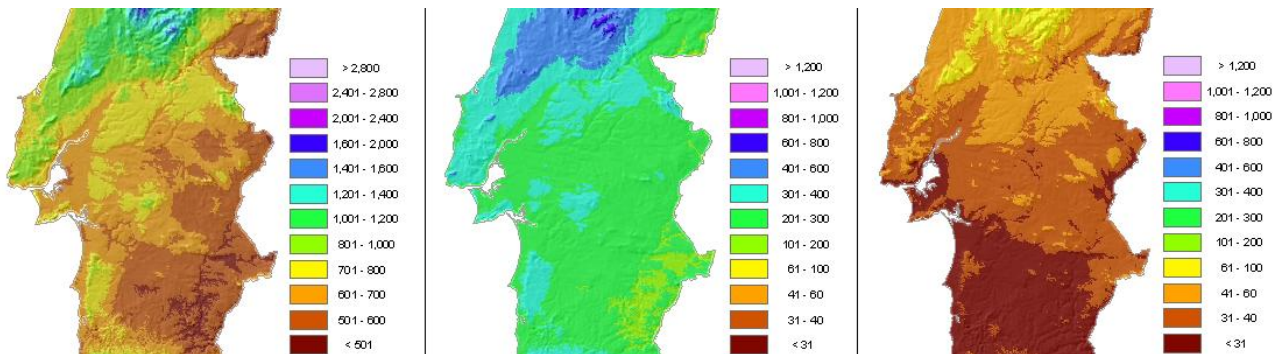 > 2,800
2,401 - 2,800
2,001 - 2,400
1,601 - 2,000
1,401 - 1,600
1,201 - 1,400
1,001 - 1,200
801 - 1,000
701 - 800
601 - 700
501 - 600
< 501
> 1,200
1,001 - 1,200
801 - 1,000
601 - 800
401 - 600
301 - 400
201 - 300
101 - 200
61 - 100
41 - 60
31 - 40
< 31
> 1,200
1,001 - 1,200
801 - 1,000
601 - 800
401 - 600
301 - 400
201 - 300
101 - 200
61 - 100
41 - 60
31 - 40
< 31